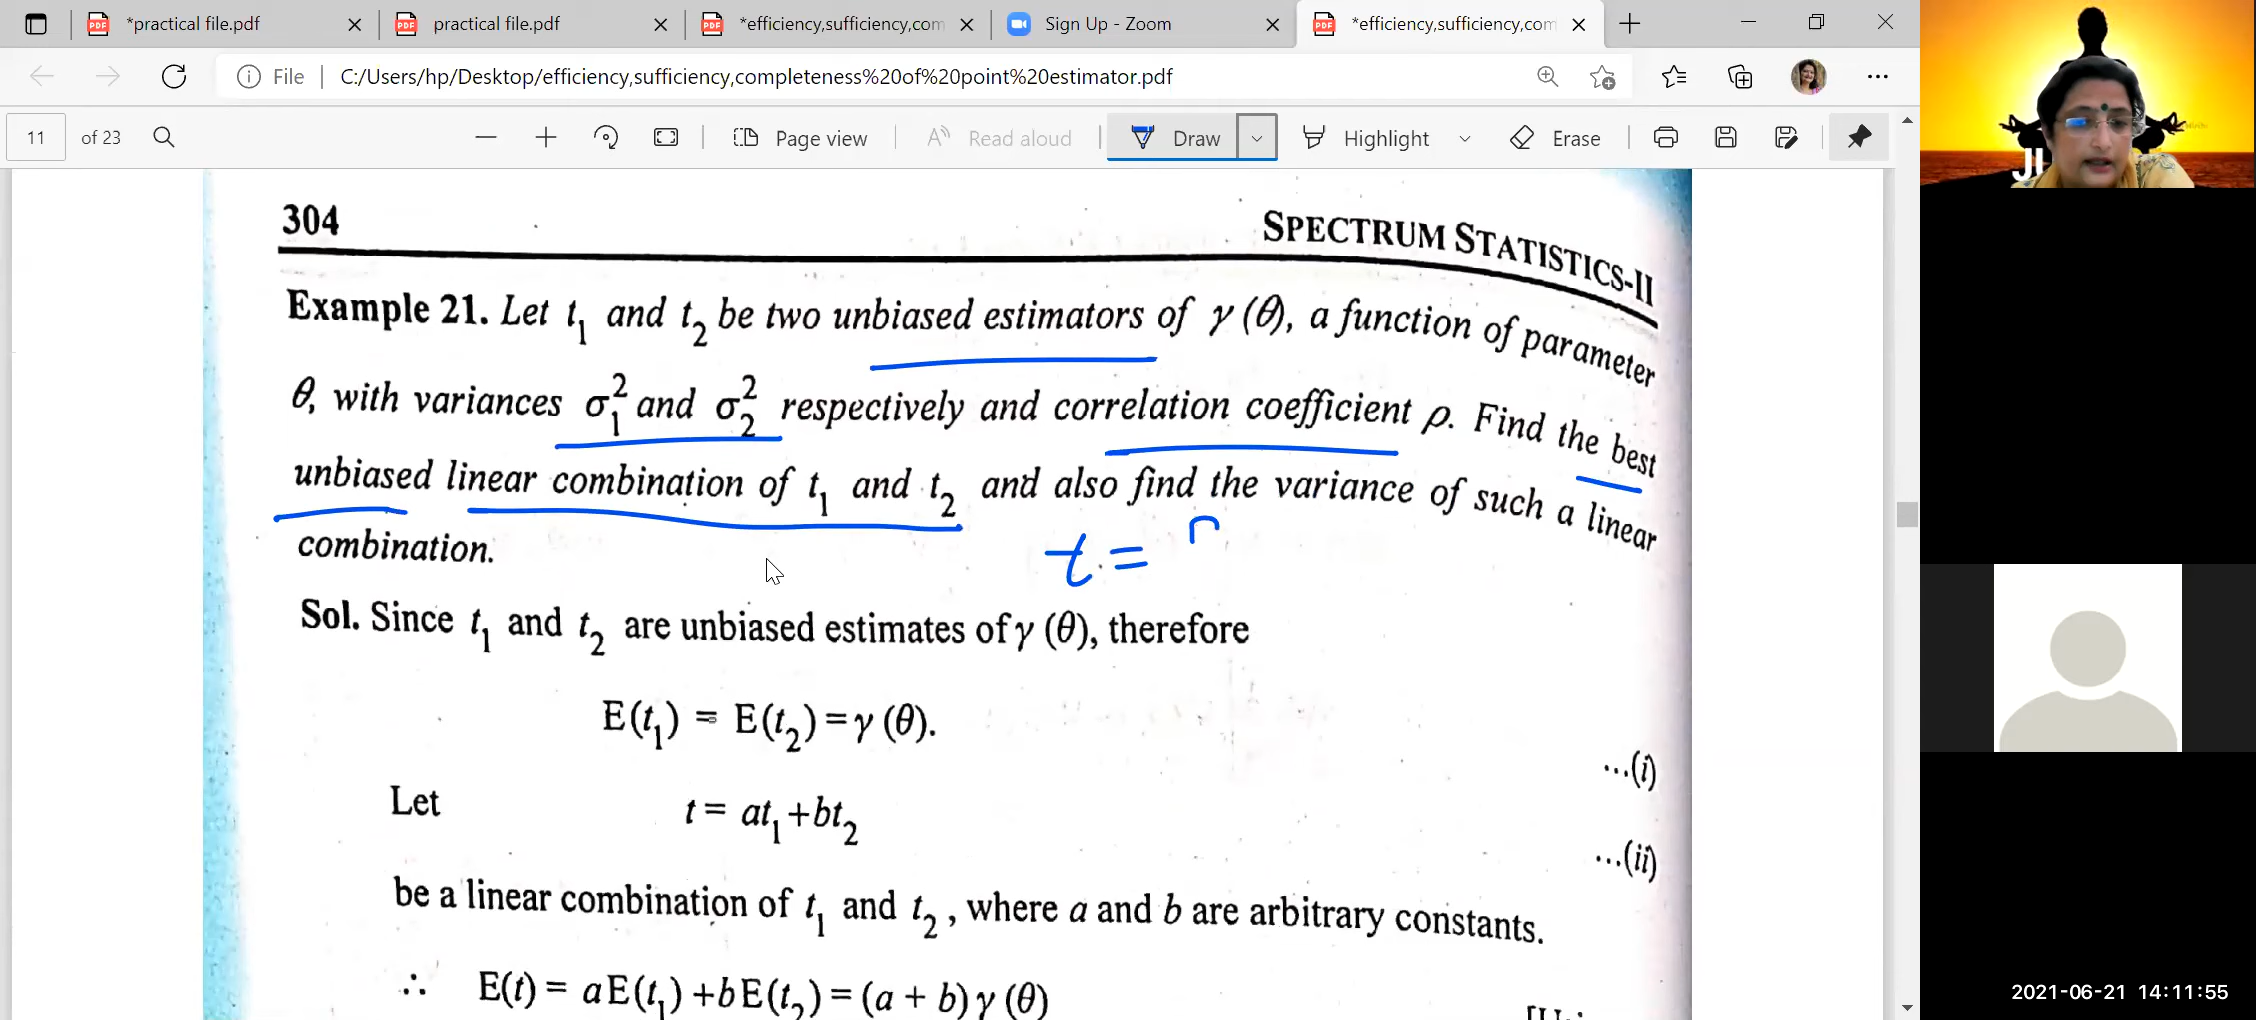 *practical file.pdf
practical file.pdf
*efficiency,sufficiency,com
Sign Up - Zoom
*efficiency,sufficiency,com
File
C:/Users/hp/Desktop/efficiency,sufficiency,completeness%20of%20point%20estimator.pdf
11 of 23
Page view
Read aloud
Draw
Highlight
Erase
304 SPECTRUM STATISTICS-II
Example 21. Let t₁ and t₂ be two unbiased estimators of γ (θ), a function of parameter
θ, with variances σ₁² and σ₂² respectively and correlation coefficient ρ. Find the best
unbiased linear combination of t₁ and t₂ and also find the variance of such a linear
combination.
t =
Sol. Since t₁ and t₂ are unbiased estimates of γ (θ), therefore
E(t₁) = E(t₂) = γ (θ). ...(i)
Let t = at₁+bt₂ ...(ii)
be a linear combination of t₁ and t₂, where a and b are arbitrary constants.
∴ E(t) = aE(t₁) +bE(t₂) = (a + b) γ (θ)
2021-06-21 14:11:55